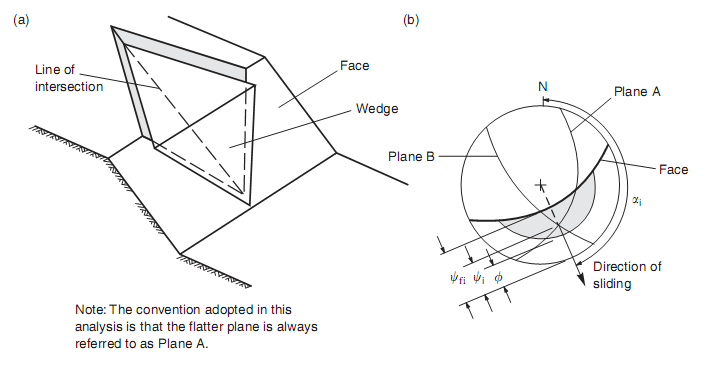 (a)
Line of
intersection
Face
Wedge
Note: The convention adopted in this
analysis is that the flatter plane is always
referred to as Plane A.
(b)
N
Plane A
Plane B
Face
αi
ψfi ψi ϕ
Direction of
sliding